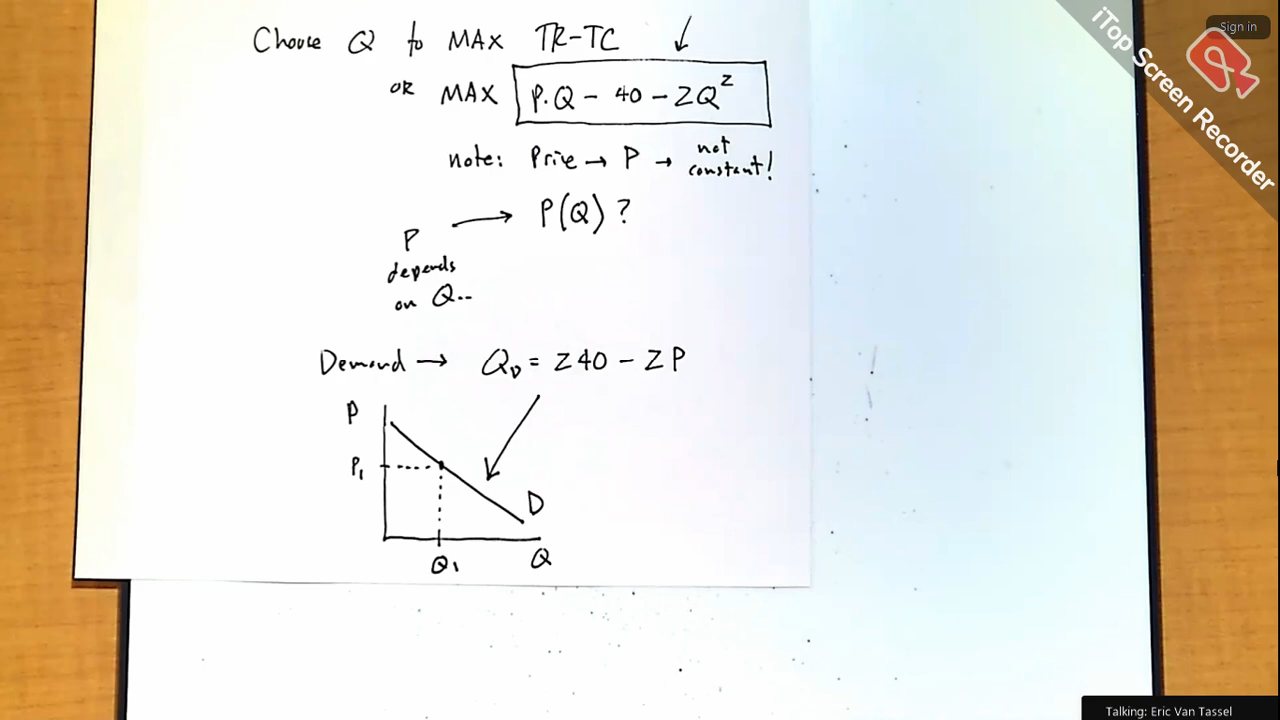 Choose Q to MAX TR-TC
OR MAX P.Q - 40 - 2Q²
note: Price → P → not constant!
P → P(Q) ?
depends
on Q..
Demand → Q_D = 240 - 2P
P
P₁
D
Q₁ Q
iTop Screen Recorder
Sign in
Talking: Eric Van Tassel